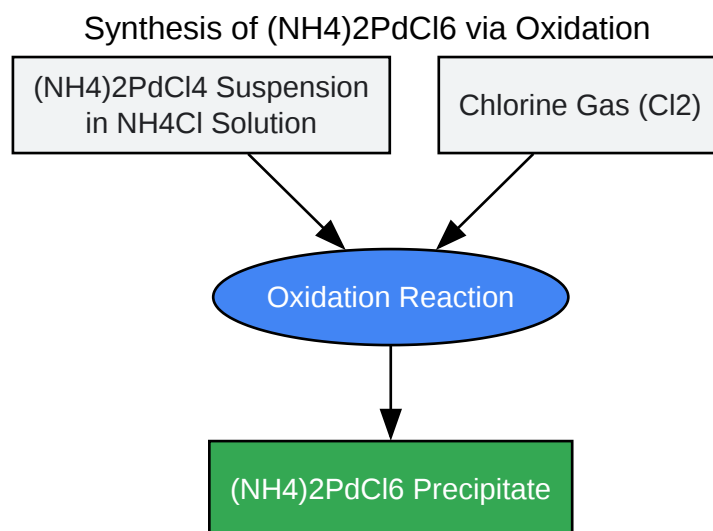 Synthesis of (NH4)2PdCl6 via Oxidation
(NH4)2PdCl4 Suspension
in NH4Cl Solution
Chlorine Gas (Cl2)
Oxidation Reaction
(NH4)2PdCl6 Precipitate